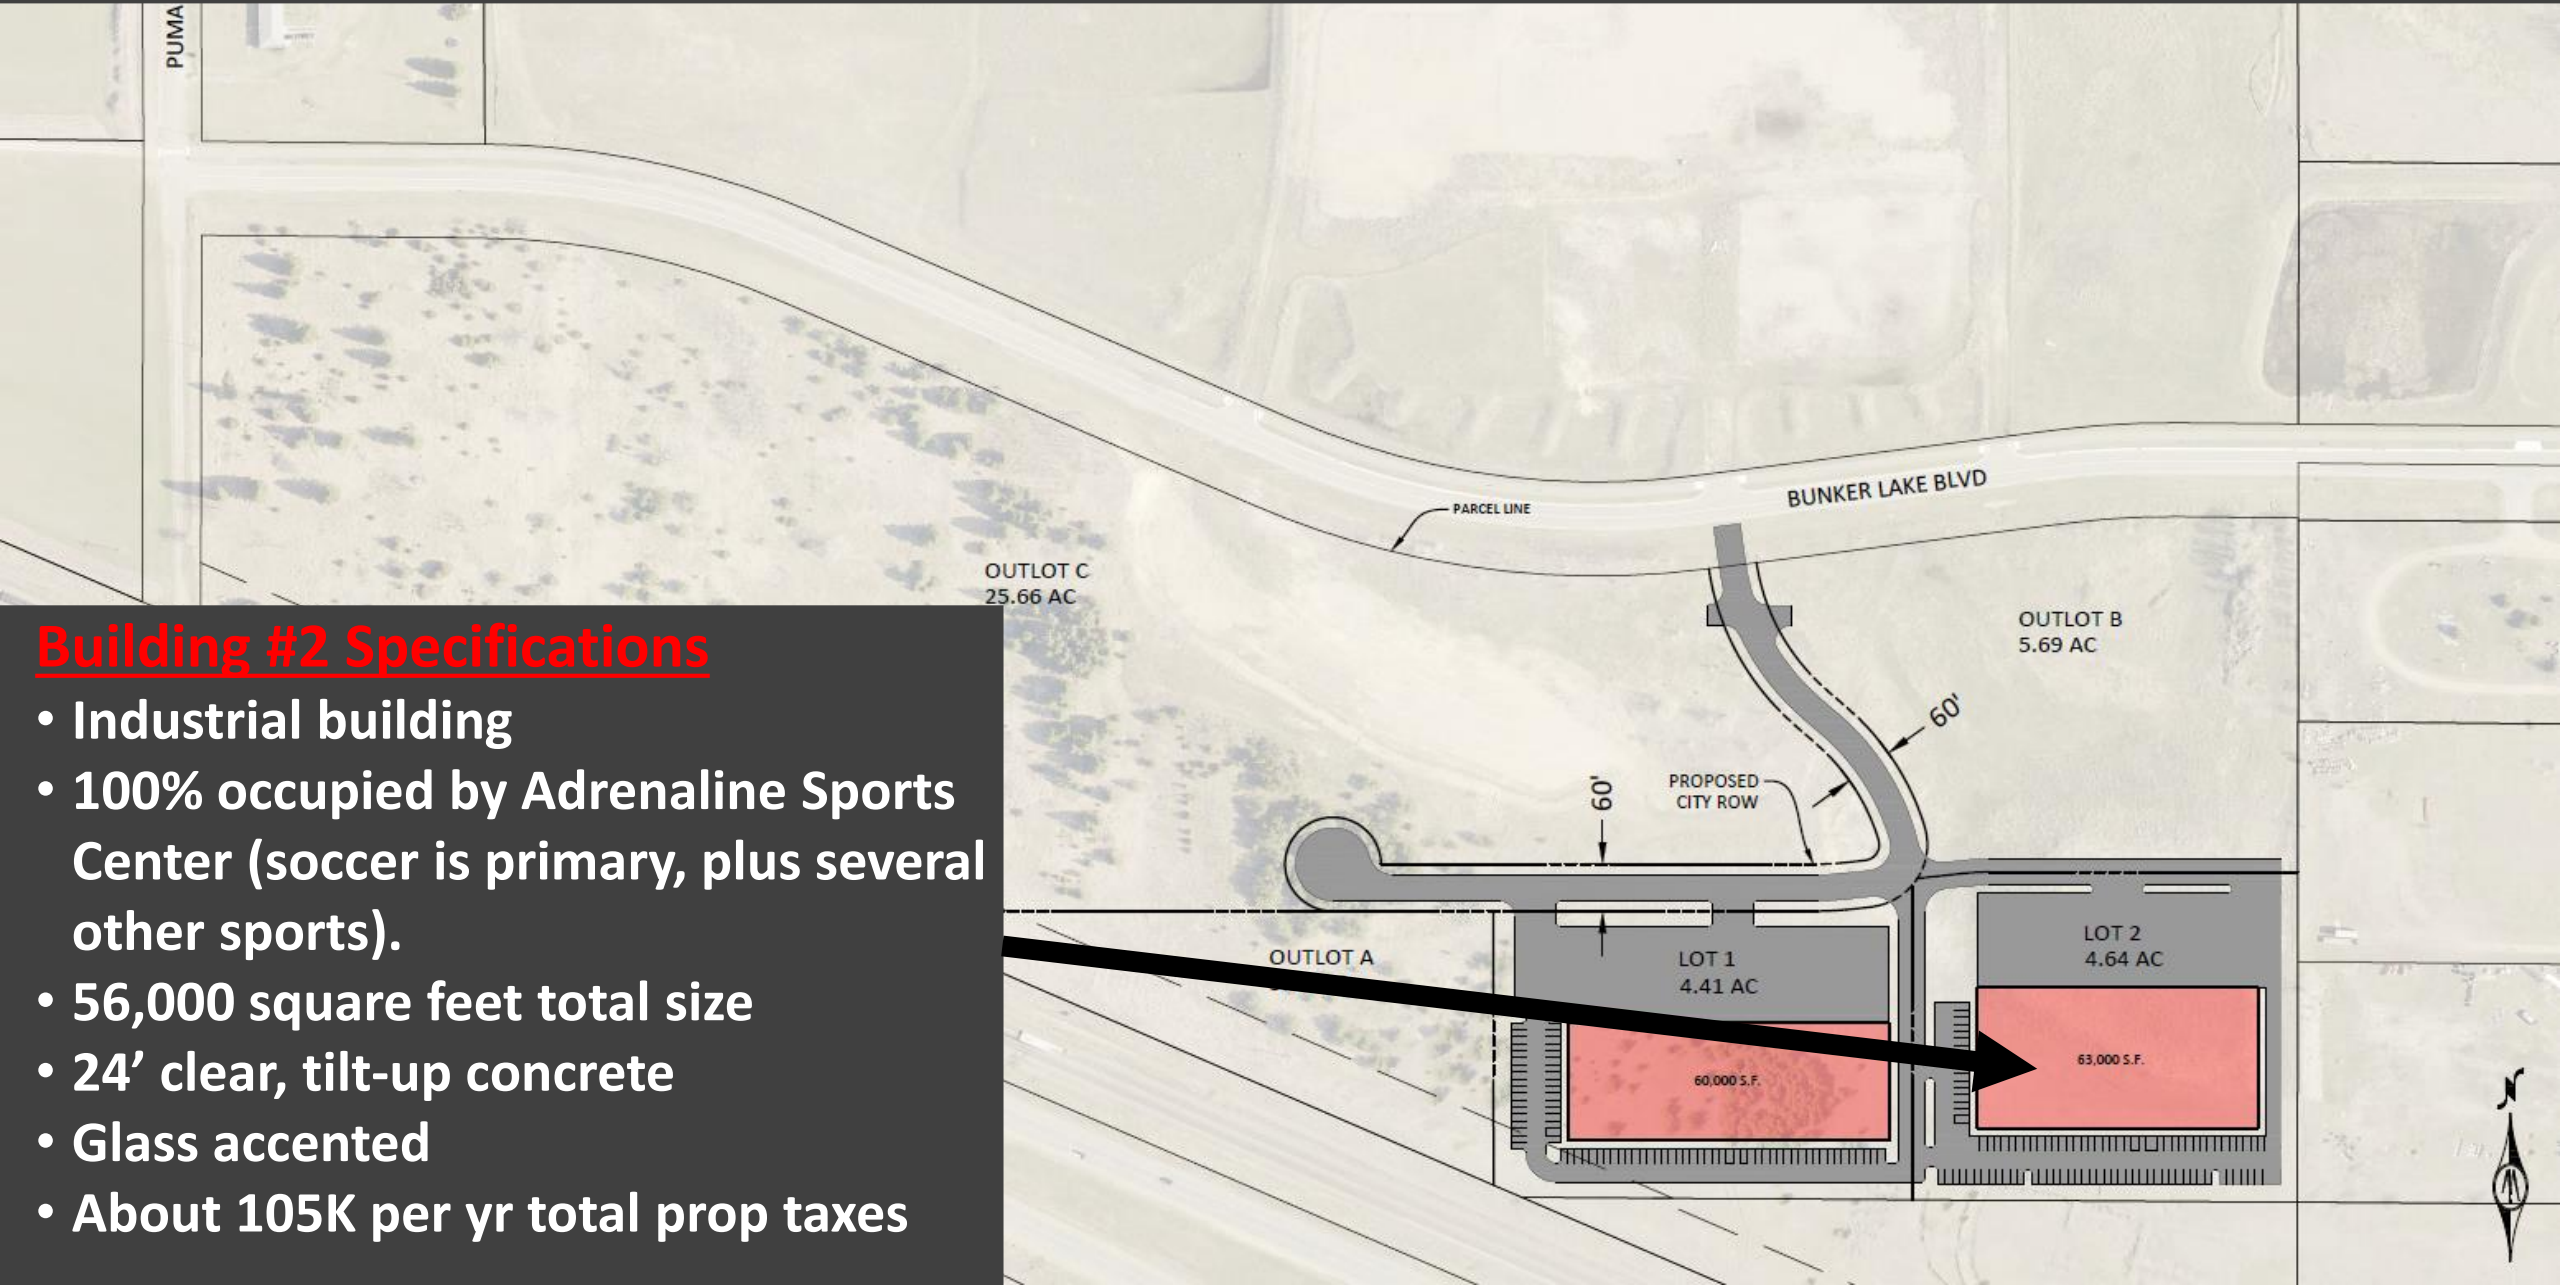 PUMA
PARCEL LINE
BUNKER LAKE BLVD
OUTLOT C
25.66 AC
OUTLOT B
5.69 AC
60'
60'
PROPOSED
CITY ROW
Building #2 Specifications
• Industrial building
• 100% occupied by Adrenaline Sports
Center (soccer is primary, plus several
other sports).
• 56,000 square feet total size
• 24’ clear, tilt-up concrete
• Glass accented
• About 105K per yr total prop taxes
OUTLOT A
LOT 1
4.41 AC
60,000 S.F.
LOT 2
4.64 AC
63,000 S.F.
N